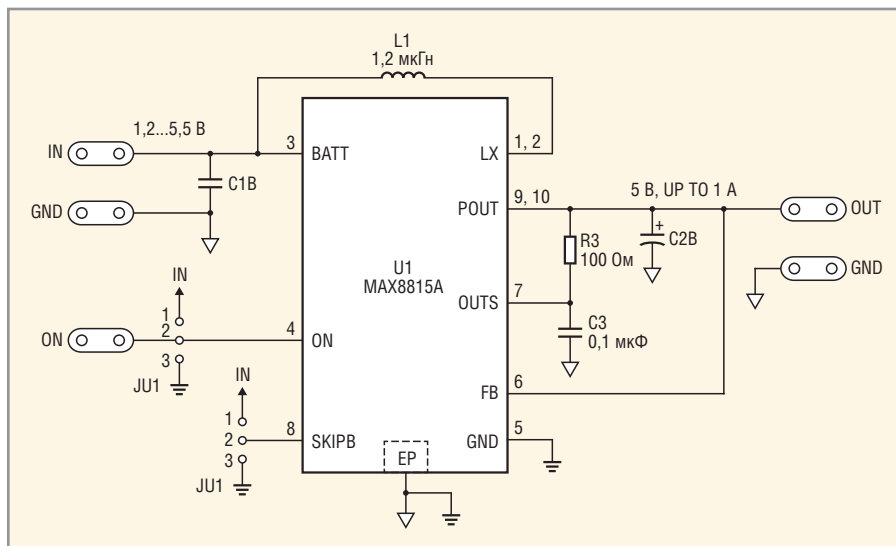 L1
1,2 мкГн
1,2...5,5 В
IN
3
BATT
LX
1, 2
C1B
GND
POUT
9, 10
5 В, UP TO 1 А
OUT
R3
100 Ом
+
C2B
GND
U1
MAX8815A
OUTS
7
C3
0,1 мкФ
IN
1
2
3
ON
JU1
4
ON
FB
6
IN
1
2
3
JU1
8
SKIPB
GND
5
EP